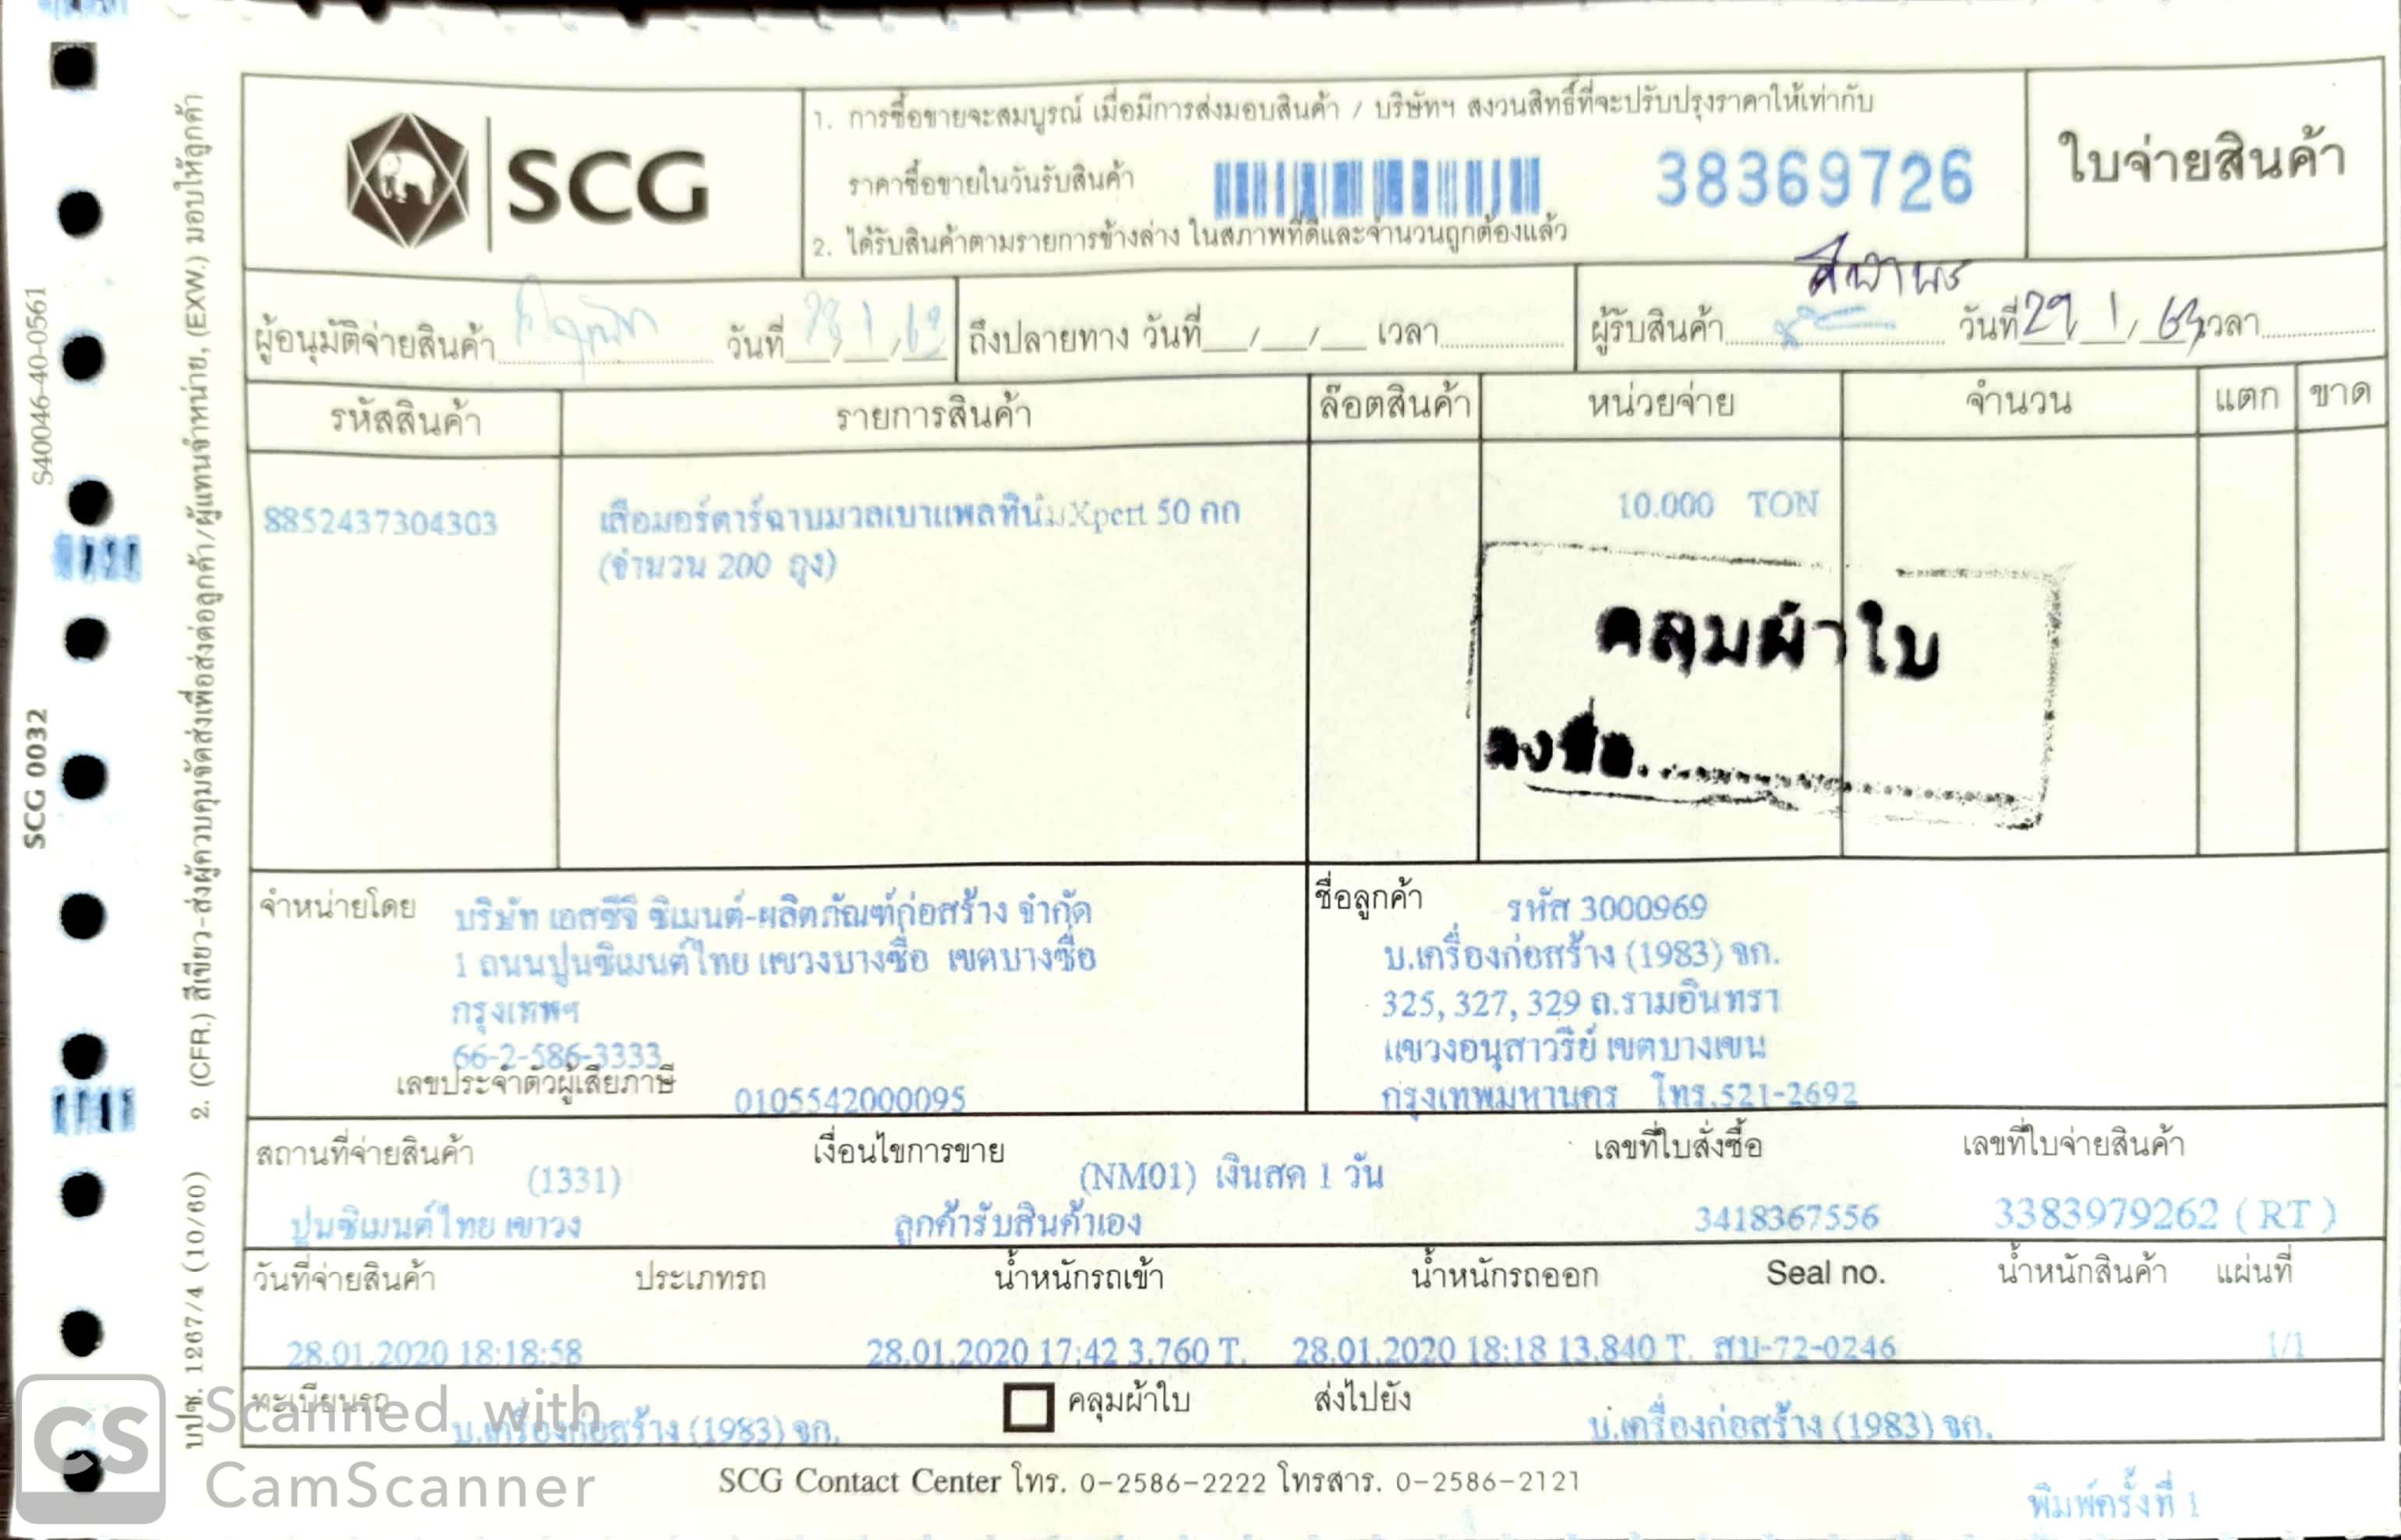 SCG
1. การซื้อขายจะสมบูรณ์ เมื่อมีการส่งมอบสินค้า / บริษัทฯ สงวนสิทธิ์ที่จะปรับปรุงราคาให้เท่ากับ
ราคาซื้อขายในวันรับสินค้า
38369726
2. ได้รับสินค้าตามรายการข้างล่าง ในสภาพที่ดีและจำนวนถูกต้องแล้ว
ใบจ่ายสินค้า
ผู้อนุมัติจ่ายสินค้า วันที่ ถึงปลายทาง วันที่__/__/__ เวลา ผู้รับสินค้า วันที่ 29/1/63 เวลา
รหัสสินค้า รายการสินค้า ล๊อตสินค้า หน่วยจ่าย จำนวน แตก ขาด
8852437304303 เสือมอร์ตาร์ฉาบมวลเบาแพลทินัมXpert 50 กก 10.000 TON
(จำนวน 200 ถุง)
คลุมผ้าใบ
ลงชื่อ
จำหน่ายโดย บริษัท เอสซีจี ซิเมนต์-ผลิตภัณฑ์ก่อสร้าง จำกัด
1 ถนนปูนซิเมนต์ไทย แขวงบางซื่อ เขตบางซื่อ
กรุงเทพฯ
66-2-586-3333
เลขประจำตัวผู้เสียภาษี 0105542000095
ชื่อลูกค้า รหัส 3000969
บ.เครื่องก่อสร้าง (1983) จก.
325, 327, 329 ถ.รามอินทรา
แขวงอนุสาวรีย์ เขตบางเขน
กรุงเทพมหานคร โทร.521-2692
สถานที่จ่ายสินค้า เงื่อนไขการขาย เลขที่ใบสั่งซื้อ เลขที่ใบจ่ายสินค้า
(1331) (NM01) เงินสด 1 วัน
ปูนซิเมนต์ไทย เขาวง ลูกค้ารับสินค้าเอง 3418367556 3383979262 ( RT )
วันที่จ่ายสินค้า ประเภทรถ น้ำหนักรถเข้า น้ำหนักรถออก Seal no. น้ำหนักสินค้า แผ่นที่
28.01.2020 18:18:58 28.01.2020 17:42 3.760 T. 28.01.2020 18:18 13.840 T. สบ-72-0246 1/1
ทะเบียนรถ บ.เครื่องก่อสร้าง (1983) จก. คลุมผ้าใบ ส่งไปยัง บ.เครื่องก่อสร้าง (1983) จก.
SCG Contact Center โทร. 0-2586-2222 โทรสาร. 0-2586-2121
พิมพ์ครั้งที่ 1
S40046-40-0561
SCG 0032
2. (CFR.) สีเขียว-ส่งผู้ควบคุมจัดส่งเพื่อส่งต่อลูกค้า/ผู้แทนจำหน่าย, (EXW.) มอบให้ลูกค้า
บปซ. 1267/4 (10/60)
CS Scanned with
CamScanner